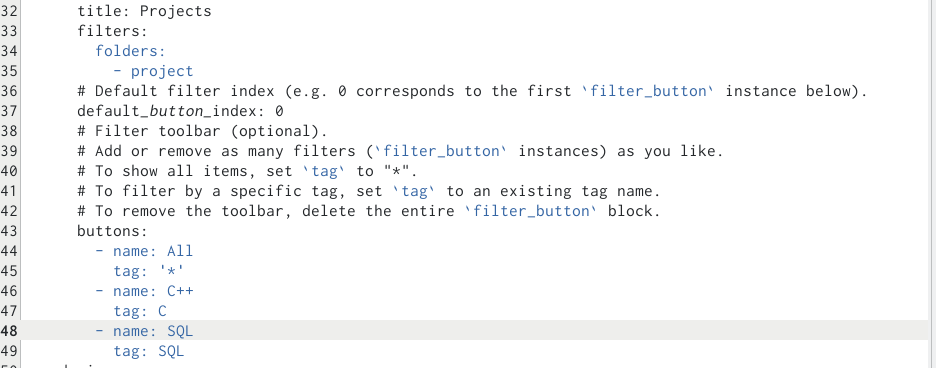 32 title: Projects
33 filters:
34 folders:
35 - project
36 # Default filter index (e.g. 0 corresponds to the first `filter_button` instance below).
37 default_button_index: 0
38 # Filter toolbar (optional).
39 # Add or remove as many filters (`filter_button` instances) as you like.
40 # To show all items, set `tag` to "*".
41 # To filter by a specific tag, set `tag` to an existing tag name.
42 # To remove the toolbar, delete the entire `filter_button` block.
43 buttons:
44 - name: All
45 tag: '*'
46 - name: C++
47 tag: C
48 - name: SQL
49 tag: SQL